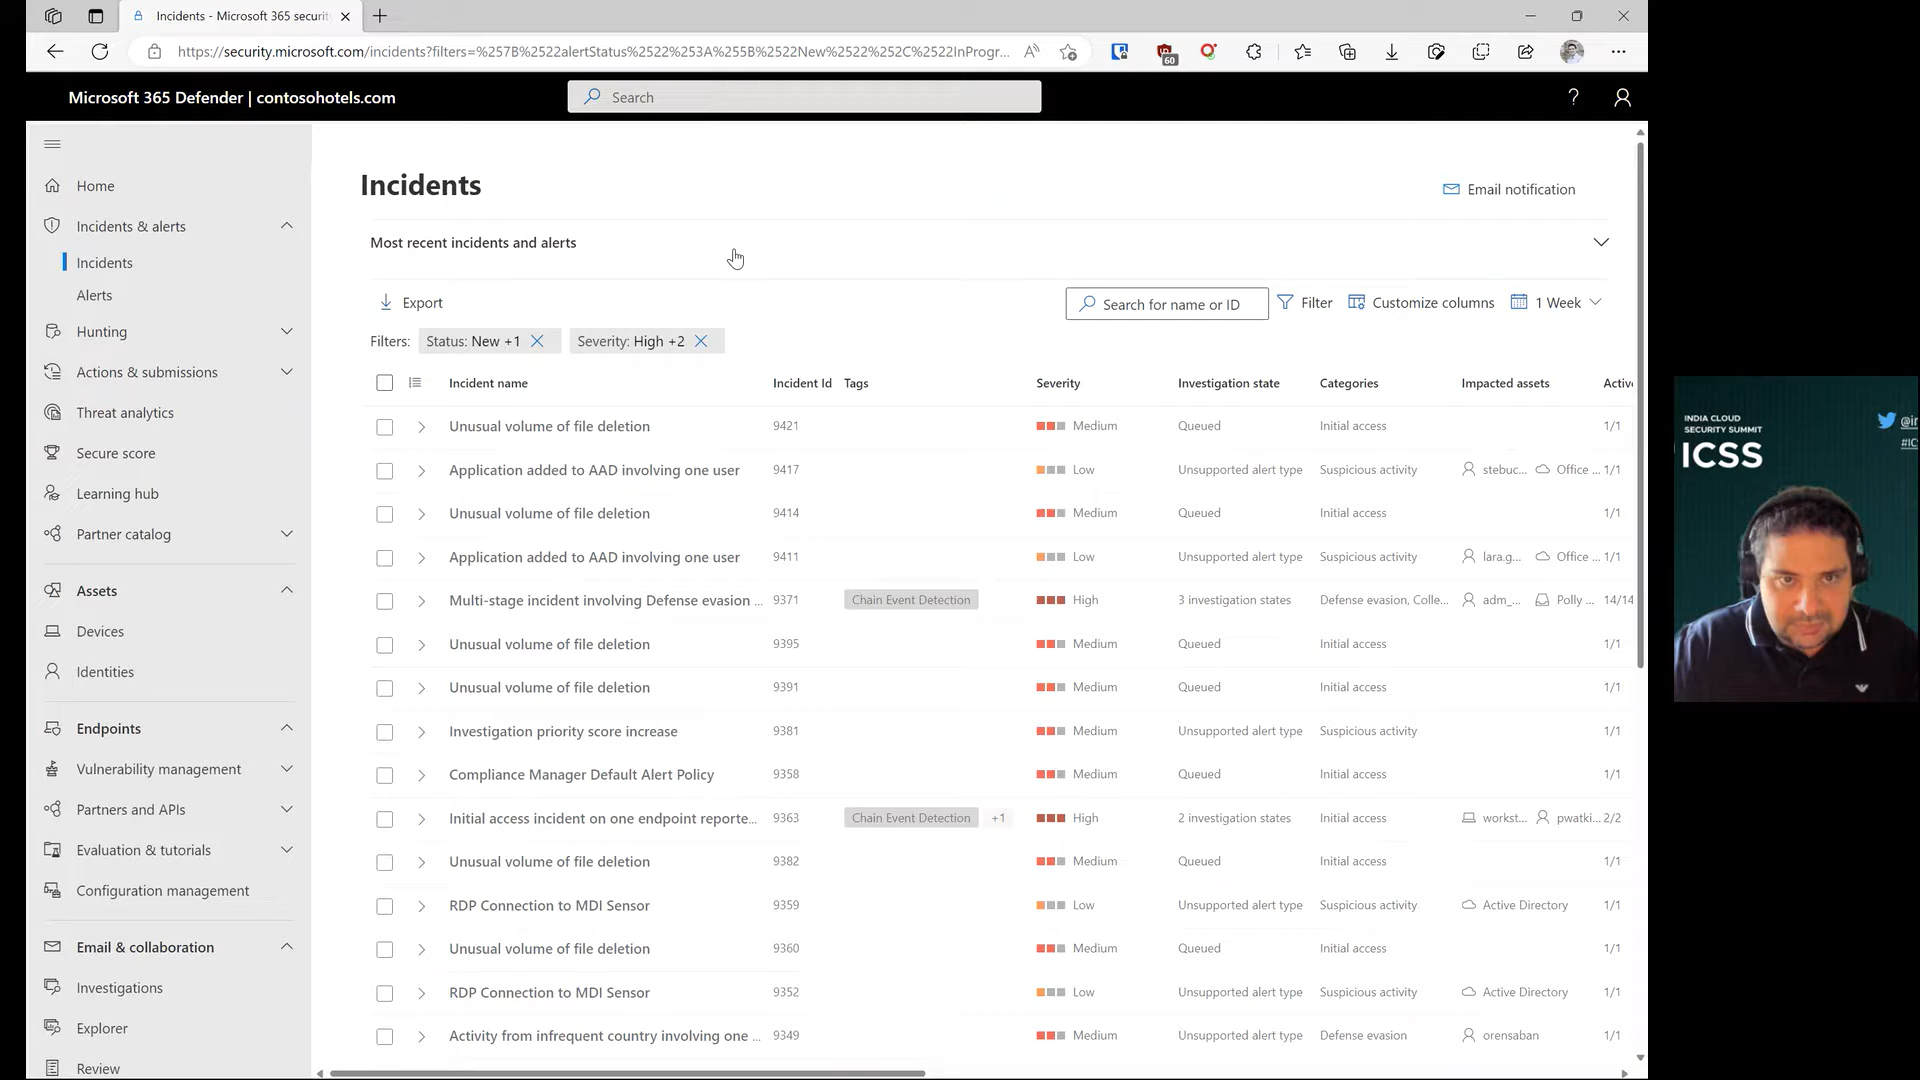 Incidents - Microsoft 365 securit
https://security.microsoft.com/incidents?filters=%257B%2522alertStatus%2522%253A%255B%2522New%2522%252C%2522InProgr...
60
Microsoft 365 Defender | contosohotels.com
Search
?
Home
Incidents & alerts
Incidents
Alerts
Hunting
Actions & submissions
Threat analytics
Secure score
Learning hub
Partner catalog
Assets
Devices
Identities
Endpoints
Vulnerability management
Partners and APIs
Evaluation & tutorials
Configuration management
Email & collaboration
Investigations
Explorer
Review
Incidents
Email notification
Most recent incidents and alerts
Export
Search for name or ID
Filter
Customize columns
1 Week
Filters: Status: New +1 Severity: High +2
Incident name Incident Id Tags Severity Investigation state Categories Impacted assets Active
Unusual volume of file deletion 9421 Medium Queued Initial access 1/1
Application added to AAD involving one user 9417 Low Unsupported alert type Suspicious activity stebuc... Office ... 1/1
Unusual volume of file deletion 9414 Medium Queued Initial access 1/1
Application added to AAD involving one user 9411 Low Unsupported alert type Suspicious activity lara.g... Office ... 1/1
Multi-stage incident involving Defense evasion ... 9371 Chain Event Detection High 3 investigation states Defense evasion, Colle... adm_... Polly ... 14/14
Unusual volume of file deletion 9395 Medium Queued Initial access 1/1
Unusual volume of file deletion 9391 Medium Queued Initial access 1/1
Investigation priority score increase 9381 Medium Unsupported alert type Suspicious activity 1/1
Compliance Manager Default Alert Policy 9358 Medium Queued Initial access 1/1
Initial access incident on one endpoint reporte... 9363 Chain Event Detection +1 High 2 investigation states Initial access workst... pwatki... 2/2
Unusual volume of file deletion 9382 Medium Queued Initial access 1/1
RDP Connection to MDI Sensor 9359 Low Unsupported alert type Suspicious activity Active Directory 1/1
Unusual volume of file deletion 9360 Medium Queued Initial access 1/1
RDP Connection to MDI Sensor 9352 Low Unsupported alert type Suspicious activity Active Directory 1/1
Activity from infrequent country involving one ... 9349 Medium Unsupported alert type Defense evasion orensaban 1/1
INDIA CLOUD
SECURITY SUMMIT
ICSS
@in
#IC